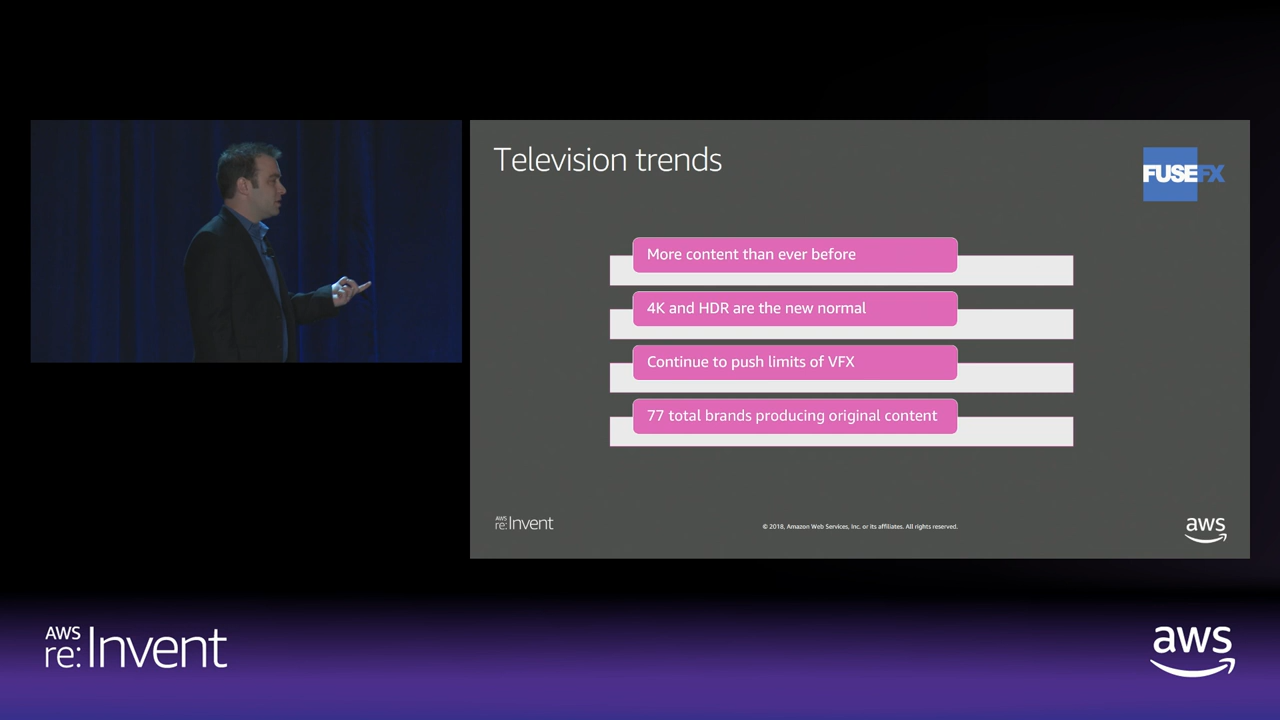 Television trends
FUSEFX
More content than ever before
4K and HDR are the new normal
Continue to push limits of VFX
77 total brands producing original content
AWS
re:Invent
© 2018, Amazon Web Services, Inc. or its affiliates. All rights reserved.
aws
AWS
re:Invent
aws